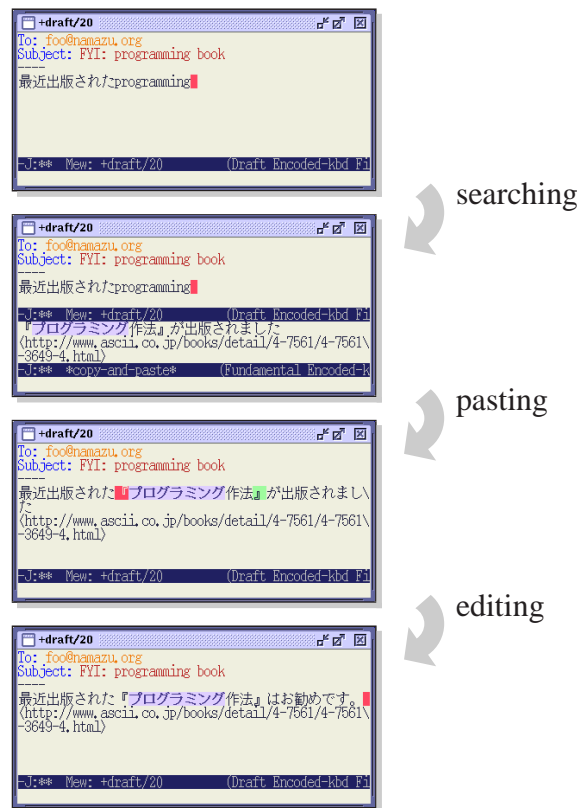 +draft/20
To: foo@namazu.org
Subject: FYI: programming book
----
最近出版されたprogramming
-J:** Mew: +draft/20 (Draft Encoded-kbd Fi
searching
+draft/20
To: foo@namazu.org
Subject: FYI: programming book
----
最近出版されたprogramming
-J:** Mew: +draft/20 (Draft Encoded-kbd Fi
『プログラミング作法』が出版されました
<http://www.ascii.co.jp/books/detail/4-7561/4-7561\
-3649-4.html>
-J:** *copy-and-paste* (Fundamental Encoded-k
pasting
+draft/20
To: foo@namazu.org
Subject: FYI: programming book
----
最近出版された『プログラミング作法』が出版されまし\
た
<http://www.ascii.co.jp/books/detail/4-7561/4-7561\
-3649-4.html>
-J:** Mew: +draft/20 (Draft Encoded-kbd Fi
editing
+draft/20
To: foo@namazu.org
Subject: FYI: programming book
----
最近出版された『プログラミング作法』はお勧めです。
<http://www.ascii.co.jp/books/detail/4-7561/4-7561\
-3649-4.html>
-J:** Mew: +draft/20 (Draft Encoded-kbd Fi